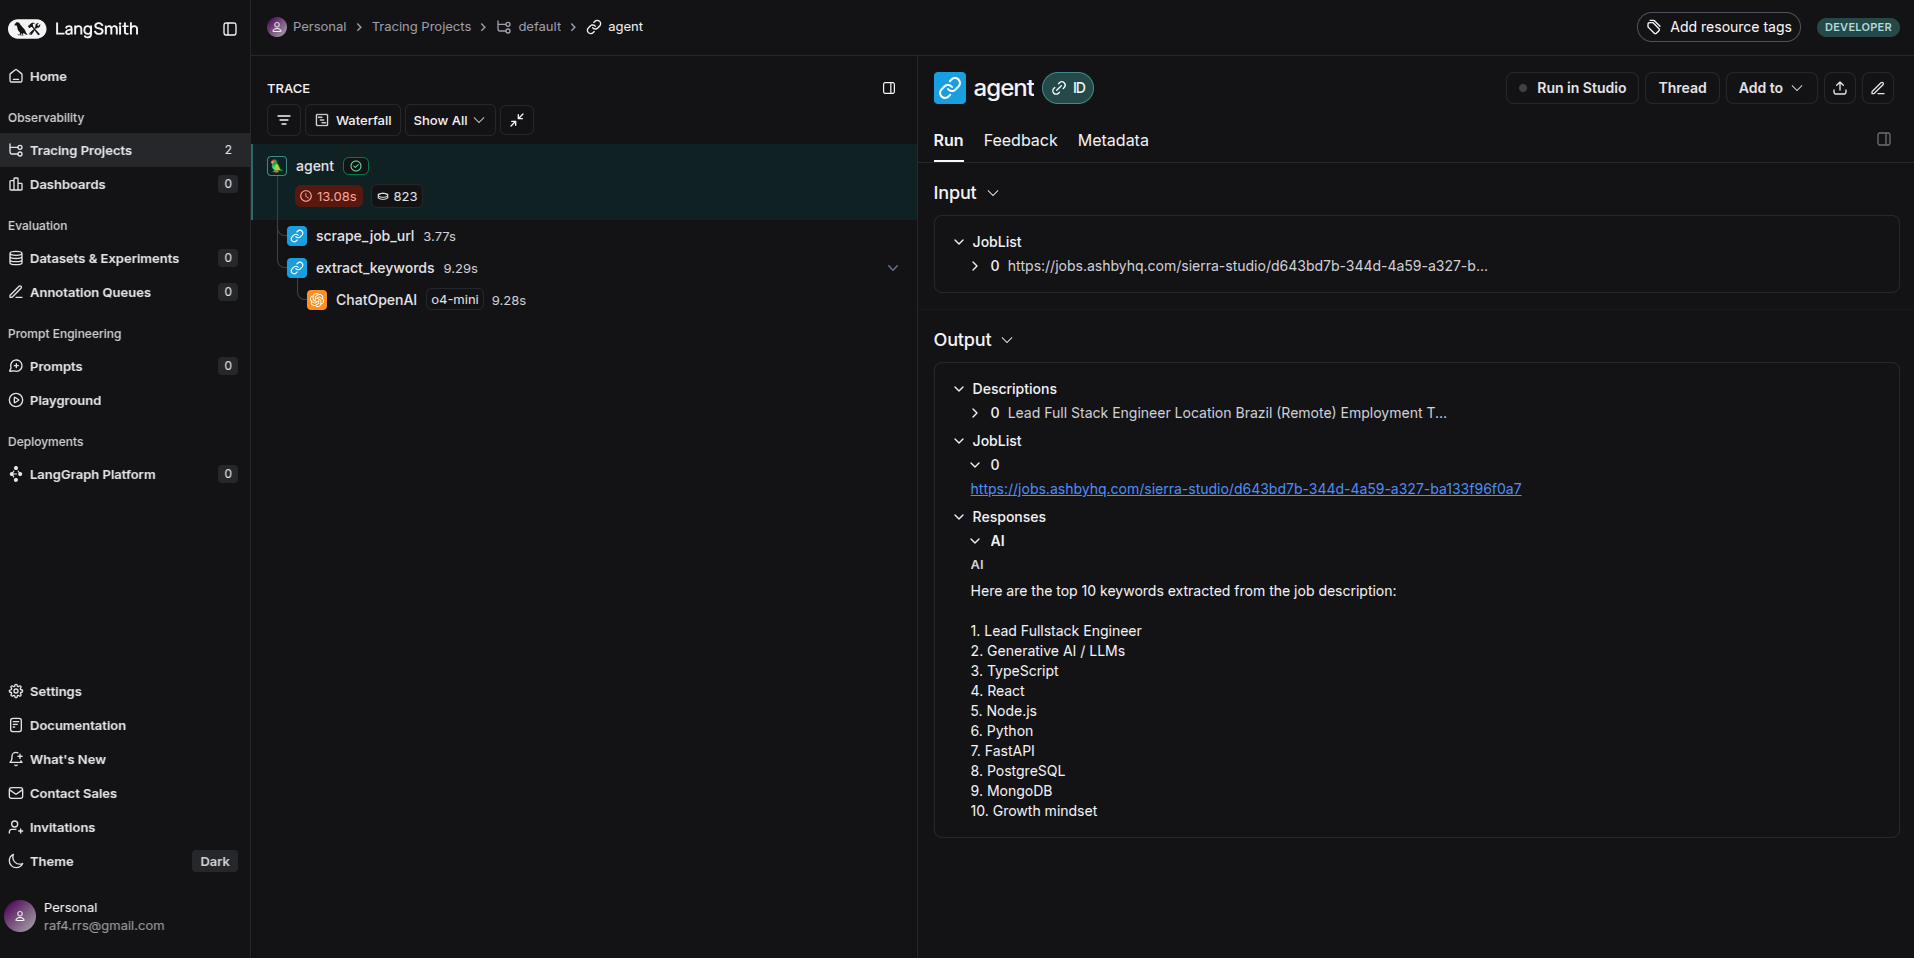 LangSmith
Home
Observability
Tracing Projects 2
Dashboards 0
Evaluation
Datasets & Experiments 0
Annotation Queues 0
Prompt Engineering
Prompts 0
Playground
Deployments
LangGraph Platform 0
Settings
Documentation
What's New
Contact Sales
Invitations
Theme Dark
Personal
raf4.rrs@gmail.com
Personal > Tracing Projects > default > agent
Add resource tags
DEVELOPER
TRACE
Waterfall
Show All
agent
13.08s 823
scrape_job_url 3.77s
extract_keywords 9.29s
ChatOpenAI o4-mini 9.28s
agent ID
Run in Studio
Thread
Add to
Run Feedback Metadata
Input
JobList
0 https://jobs.ashbyhq.com/sierra-studio/d643bd7b-344d-4a59-a327-b...
Output
Descriptions
0 Lead Full Stack Engineer Location Brazil (Remote) Employment T...
JobList
0
https://jobs.ashbyhq.com/sierra-studio/d643bd7b-344d-4a59-a327-ba133f96f0a7
Responses
AI
AI
Here are the top 10 keywords extracted from the job description:
1. Lead Fullstack Engineer
2. Generative AI / LLMs
3. TypeScript
4. React
5. Node.js
6. Python
7. FastAPI
8. PostgreSQL
9. MongoDB
10. Growth mindset